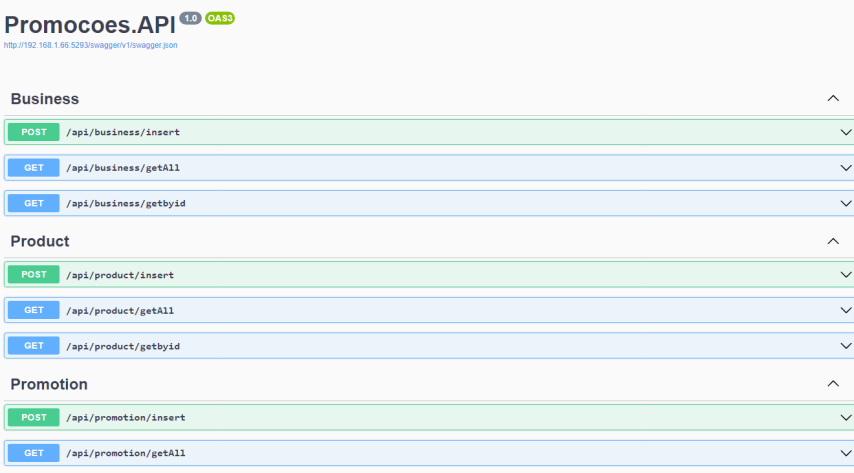 Promocoes.API 1.0 OAS3
http://192.168.1.66:5293/swagger/v1/swagger.json
Business
POST /api/business/insert
GET /api/business/getAll
GET /api/business/getbyid
Product
POST /api/product/insert
GET /api/product/getAll
GET /api/product/getbyid
Promotion
POST /api/promotion/insert
GET /api/promotion/getAll